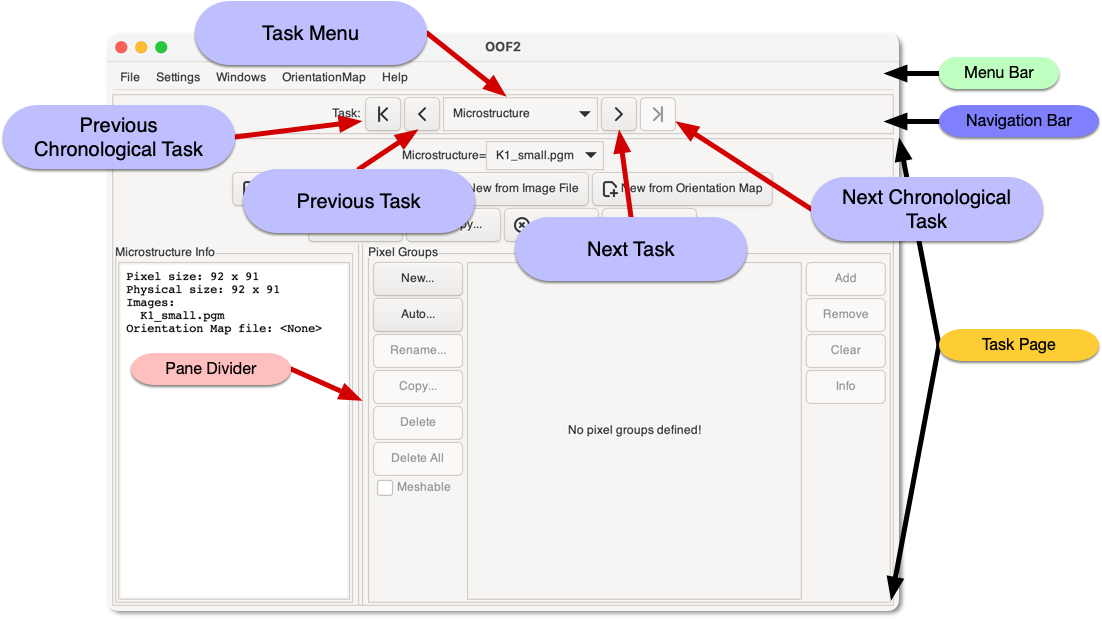 Task Menu
OOF2
File Settings Windows OrientationMap Help
Menu Bar
Task: Microstructure
Navigation Bar
Previous
Chronological Task
Microstructure= K1_small.pgm
New from Image File New from Orientation Map
Previous Task
Next Chronological
Task
Next Task
Microstructure Info
Pixel Groups
Pixel size: 92 x 91
Physical size: 92 x 91
Images:
K1_small.pgm
Orientation Map file: <None>
Pane Divider
New...
Auto...
Rename...
Copy...
Delete
Delete All
Meshable
No pixel groups defined!
Add
Remove
Clear
Info
Task Page